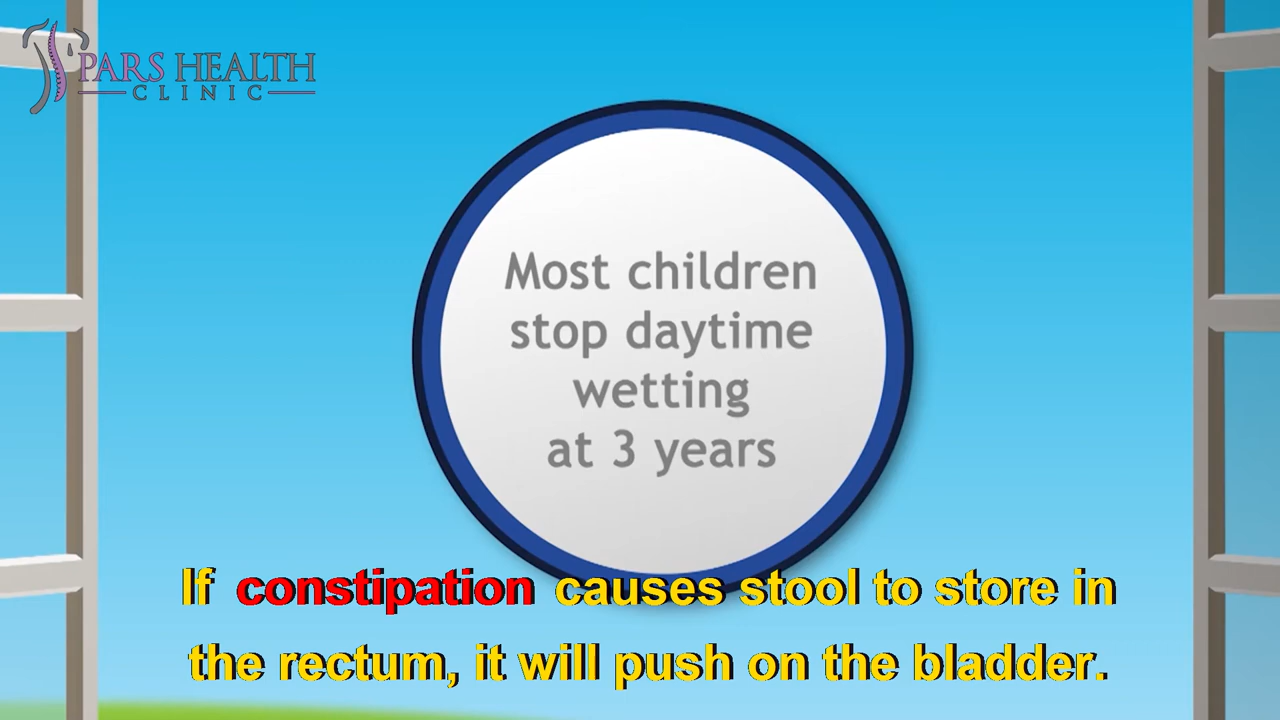 PARS HEALTH
CLINIC
Most children
stop daytime
wetting
at 3 years
If constipation causes stool to store in
the rectum, it will push on the bladder.